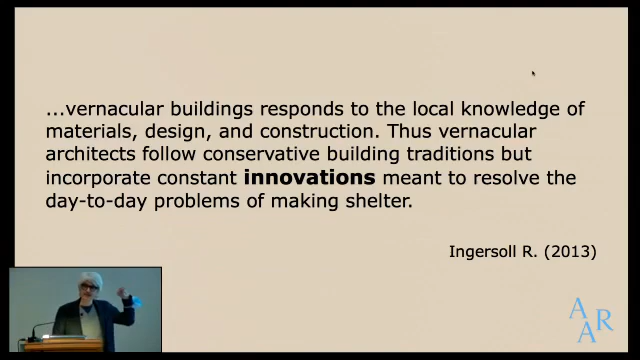 ...vernacular buildings responds to the local knowledge of
materials, design, and construction. Thus vernacular
architects follow conservative building traditions but
incorporate constant innovations meant to resolve the
day-to-day problems of making shelter.
Ingersoll R. (2013)
A
A R